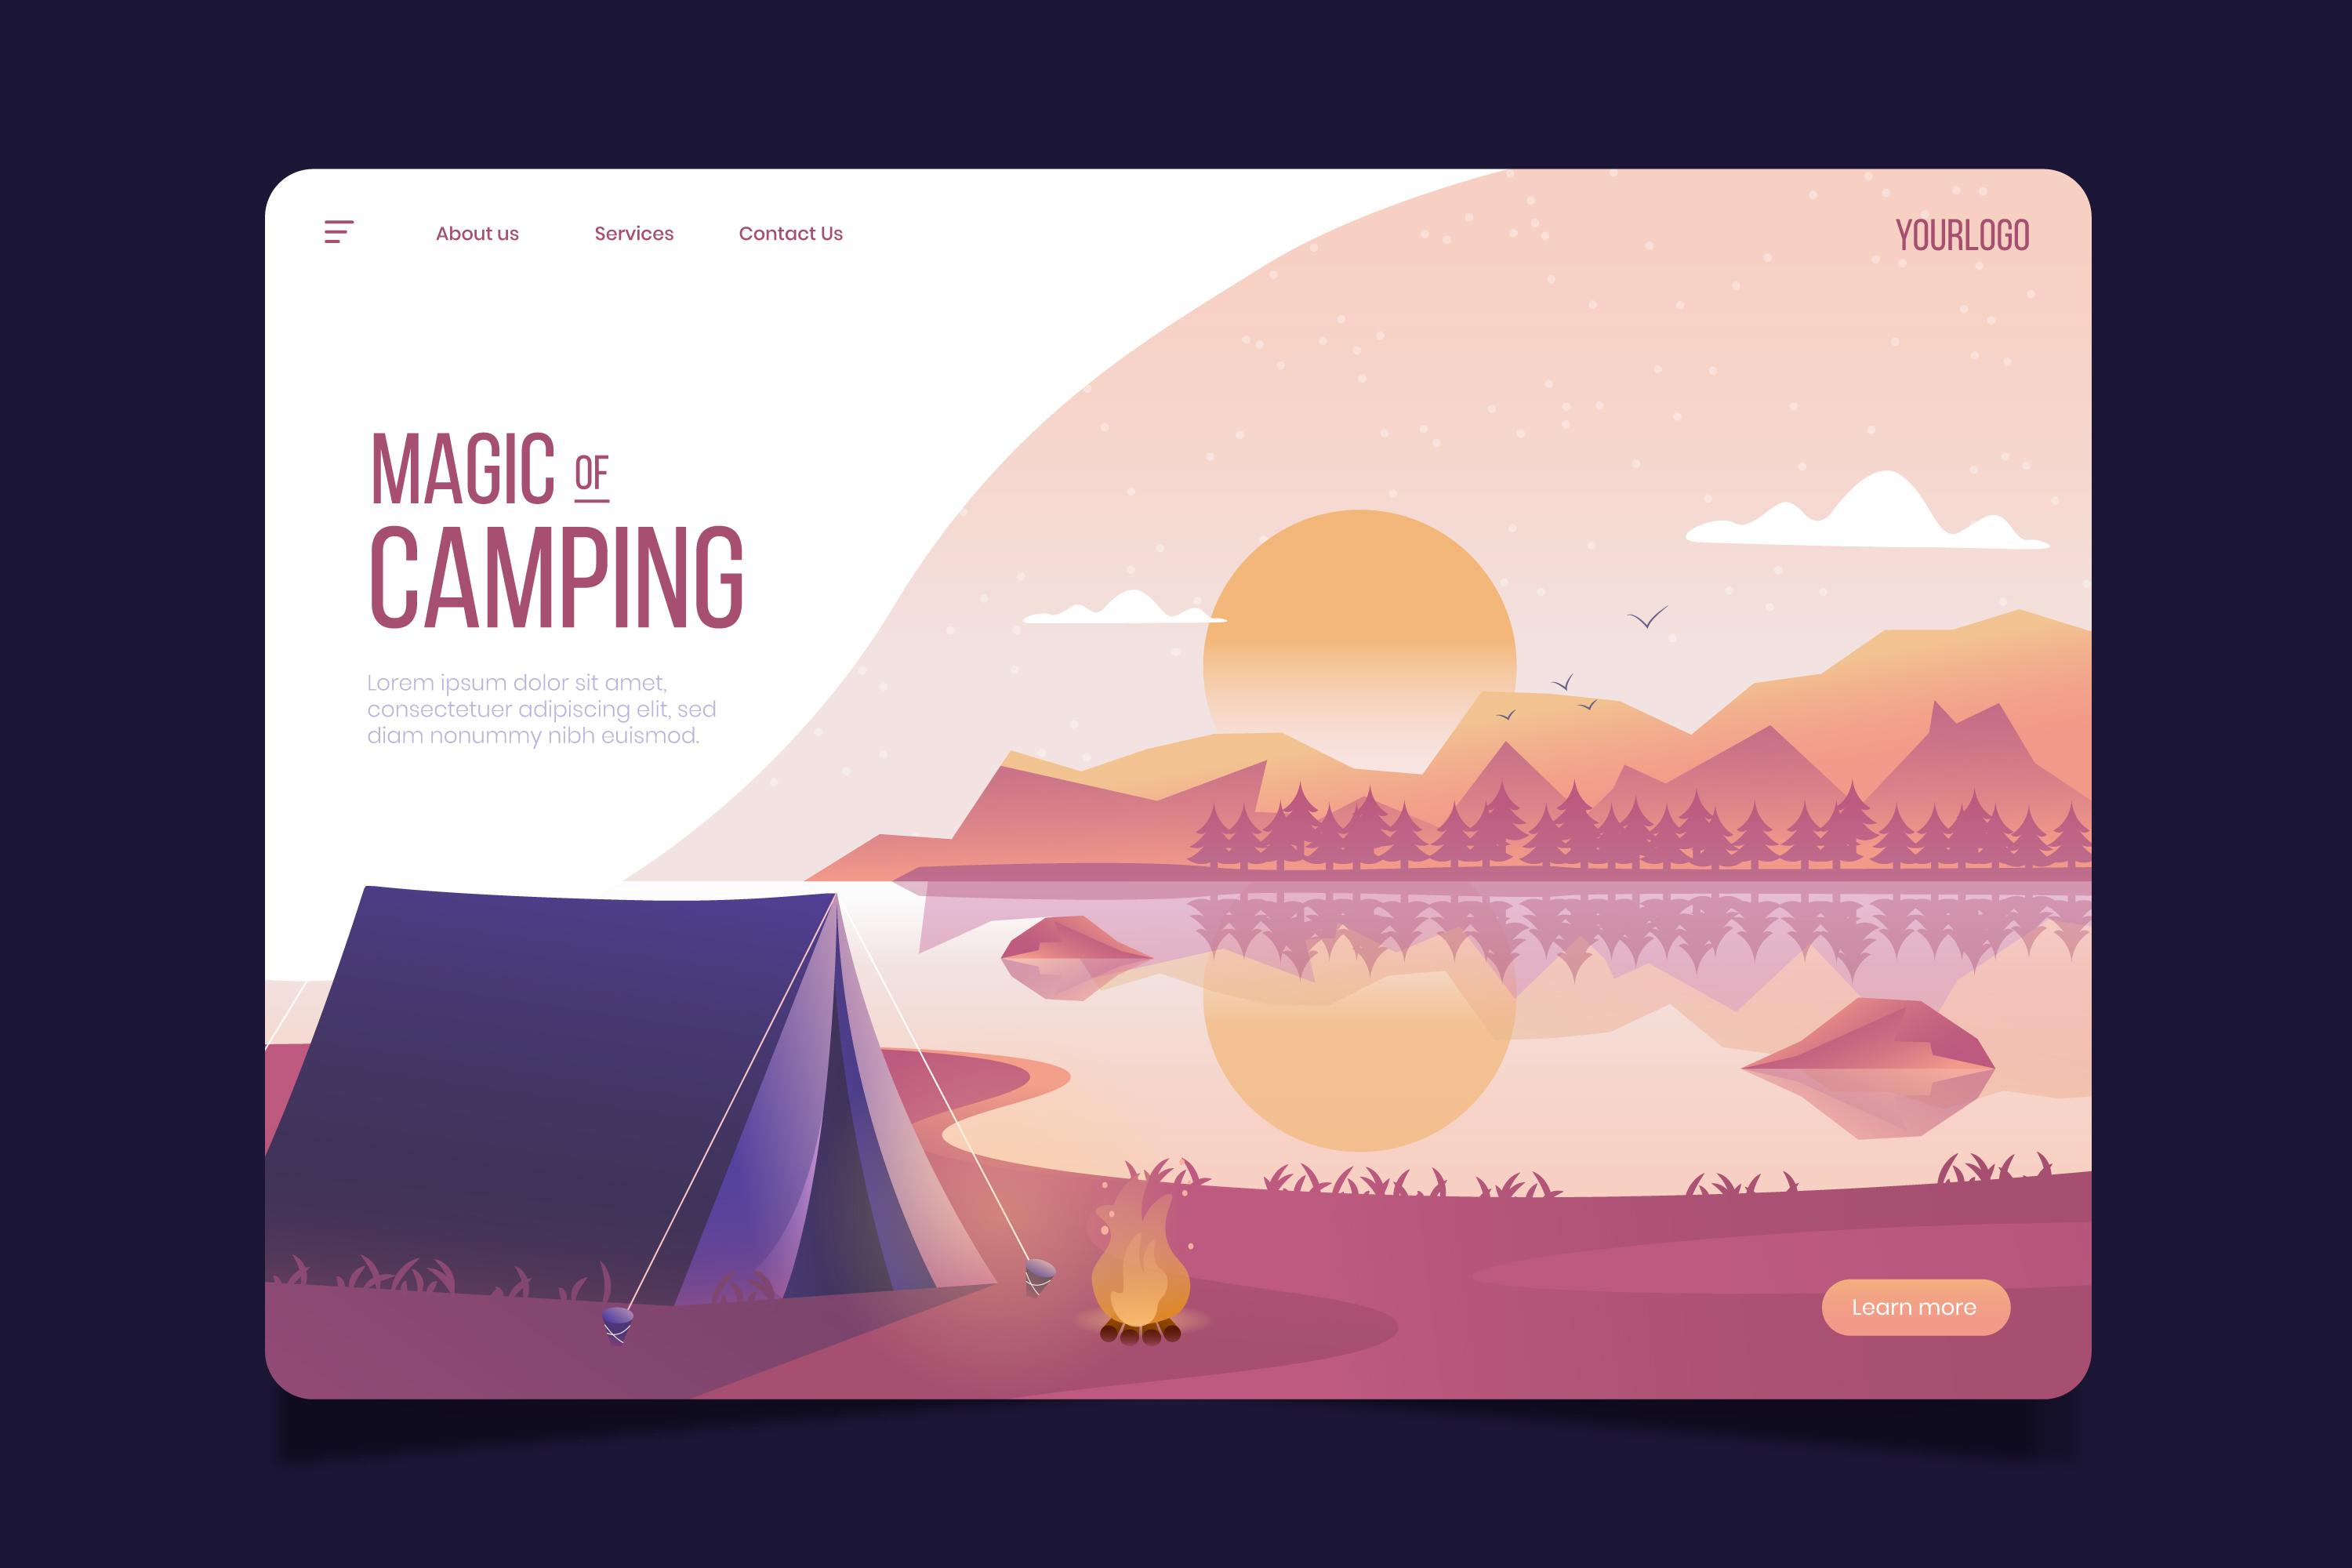 About us
Services
Contact Us
YOURLOGO
MAGIC OF
CAMPING
Lorem ipsum dolor sit amet,
consectetuer adipiscing elit, sed
diam nonummy nibh euismod.
Learn more